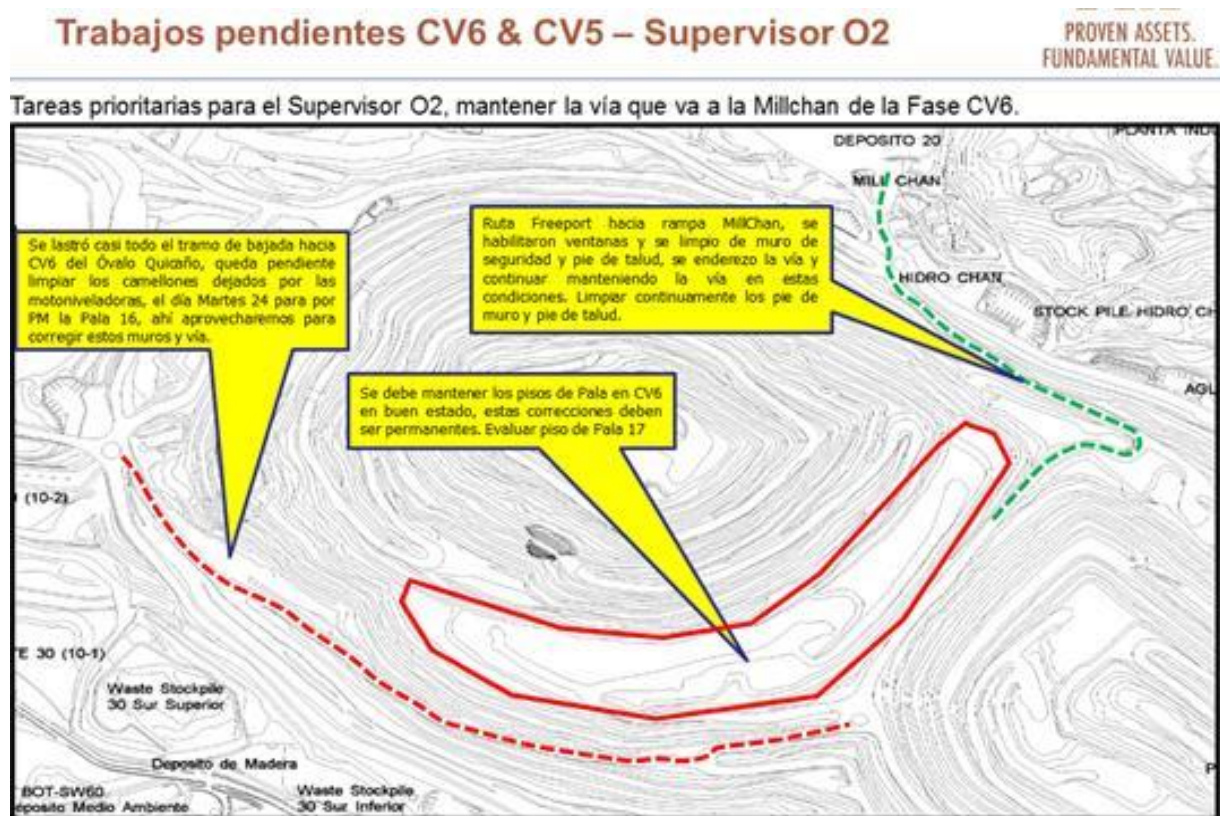 Trabajos pendientes CV6 & CV5 – Supervisor O2
PROVEN ASSETS.
FUNDAMENTAL VALUE.
Tareas prioritarias para el Supervisor O2, mantener la vía que va a la Millchan de la Fase CV6.
DEPOSITO 20
MILL CHAN
HIDRO CHAN
STOCK PILE HIDRO CH
Se lastró casi todo el tramo de bajada hacia
CV6 del Óvalo Quicaño, queda pendiente
limpiar los camellones dejados por las
motoniveladoras, el día Martes 24 para por
PM la Pala 16, ahí aprovecharemos para
corregir estos muros y vía.
Ruta Freeport hacia rampa MillChan, se
habilitaron ventanas y se limpio de muro de
seguridad y pie de talud, se enderezo la vía y
continuar manteniendo la vía en estas
condiciones. Limpiar continuamente los pie de
muro y pie de talud.
Se debe mantener los pisos de Pala en CV6
en buen estado, estas correcciones deben
ser permanentes. Evaluar piso de Pala 17
(10-2)
E 30 (10-1)
Waste Stockpile
30 Sur Superior
Deposito de Madera
BOT-SW60
eposito Medio Ambiente
Waste Stockpile
30 Sur Inferior